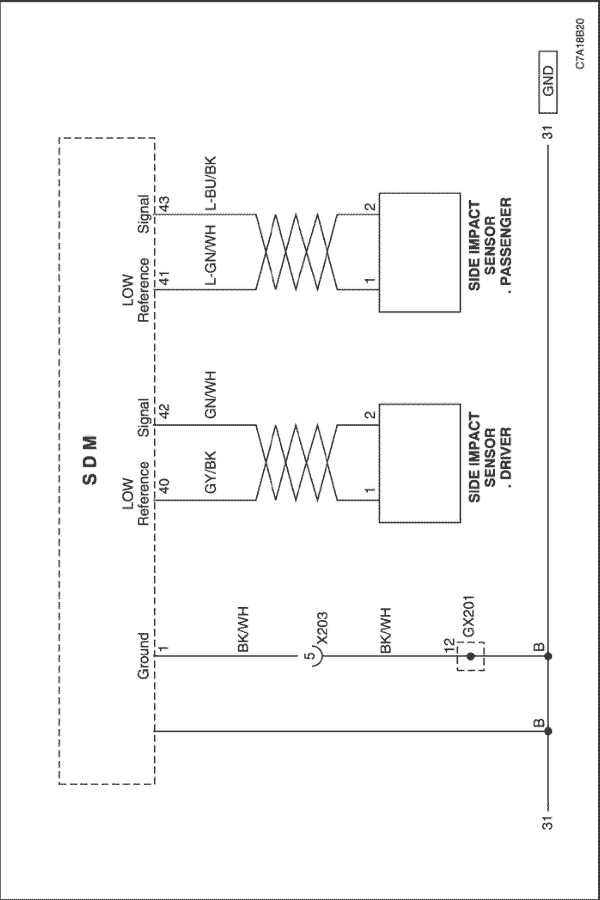 S D M
Ground
LOW
Reference
Signal
LOW
Reference
Signal
1
40
42
41
43
BK/WH
GY/BK
GN/WH
L-GN/WH
L-BU/BK
5
X203
BK/WH
1
2
1
2
12
GX201
SIDE IMPACT
SENSOR
. DRIVER
SIDE IMPACT
SENSOR
. PASSENGER
31
B
B
31
GND
C7A18B20